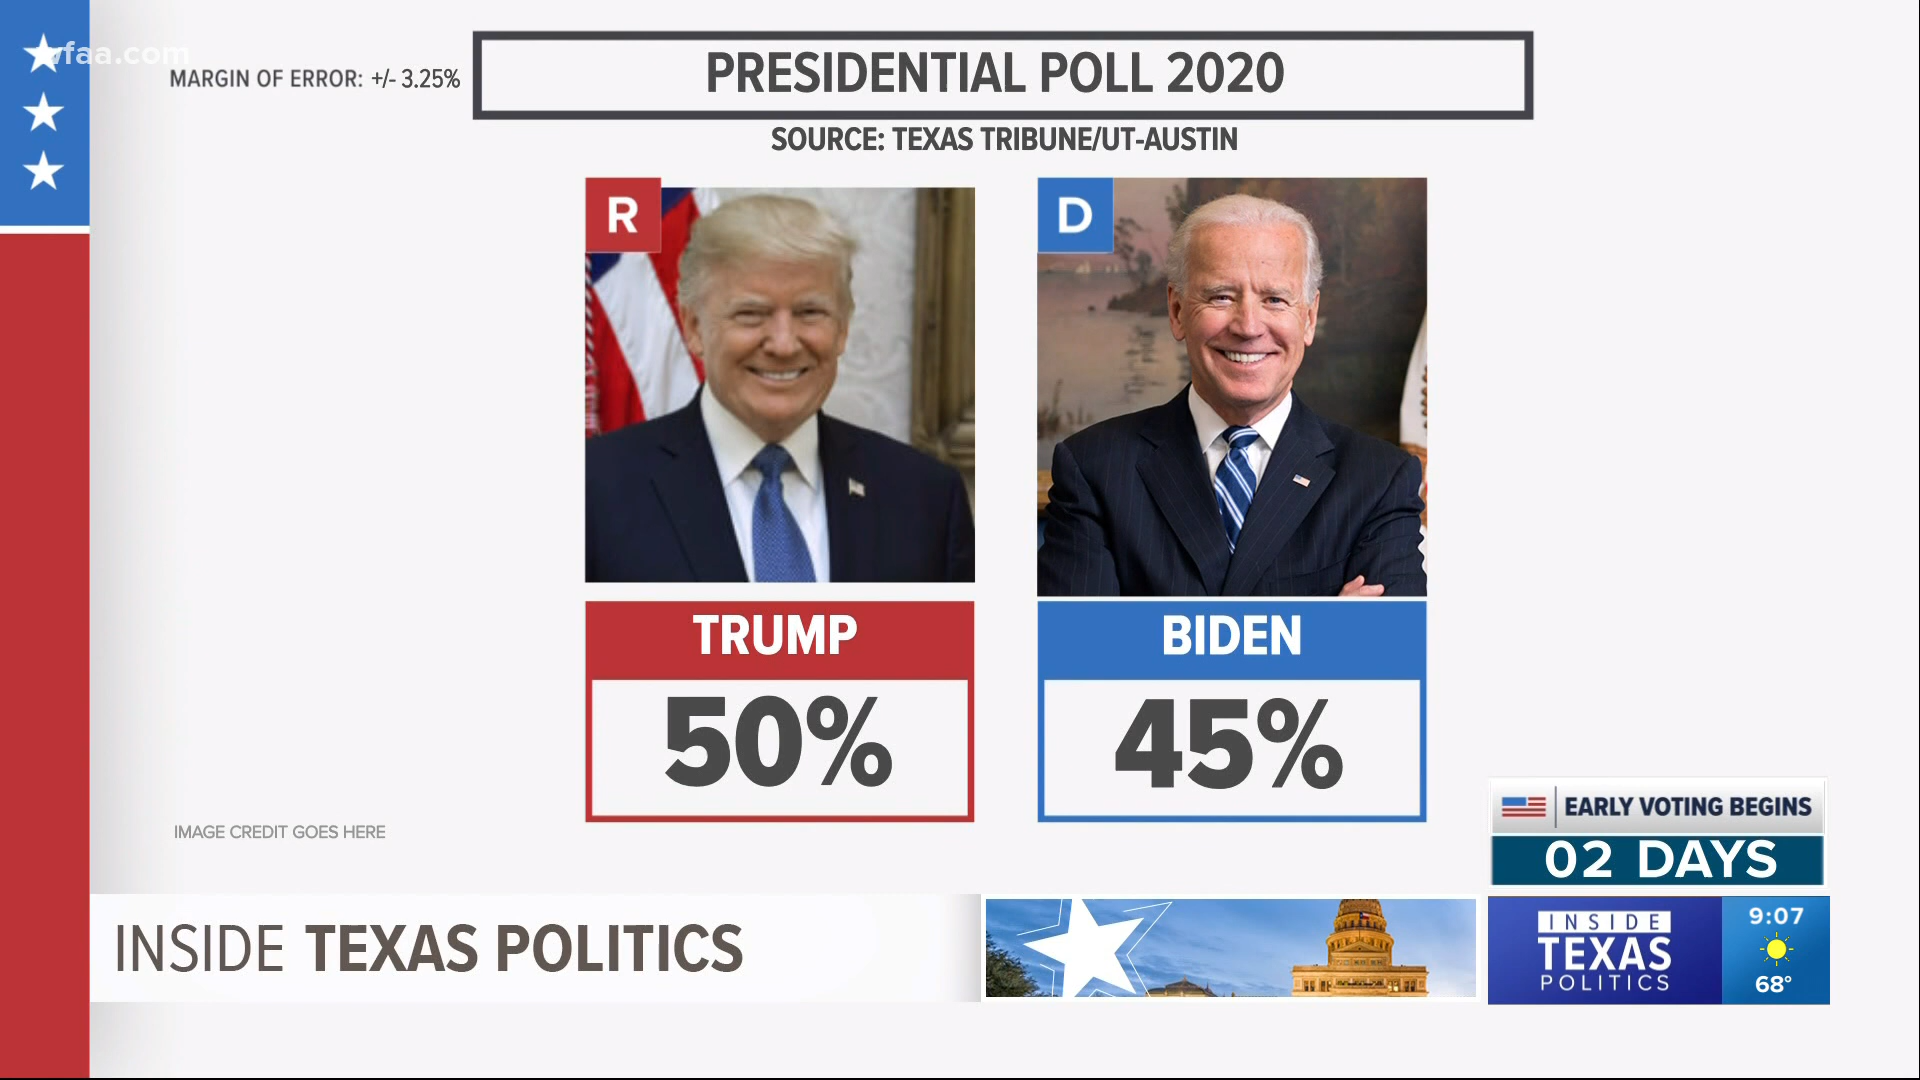 wfaa.com
MARGIN OF ERROR: +/- 3.25%
PRESIDENTIAL POLL 2020
SOURCE: TEXAS TRIBUNE/UT-AUSTIN
R
D
TRUMP
BIDEN
50%
45%
IMAGE CREDIT GOES HERE
EARLY VOTING BEGINS
02 DAYS
INSIDE TEXAS POLITICS
INSIDE
TEXAS
POLITICS
9:07
68°